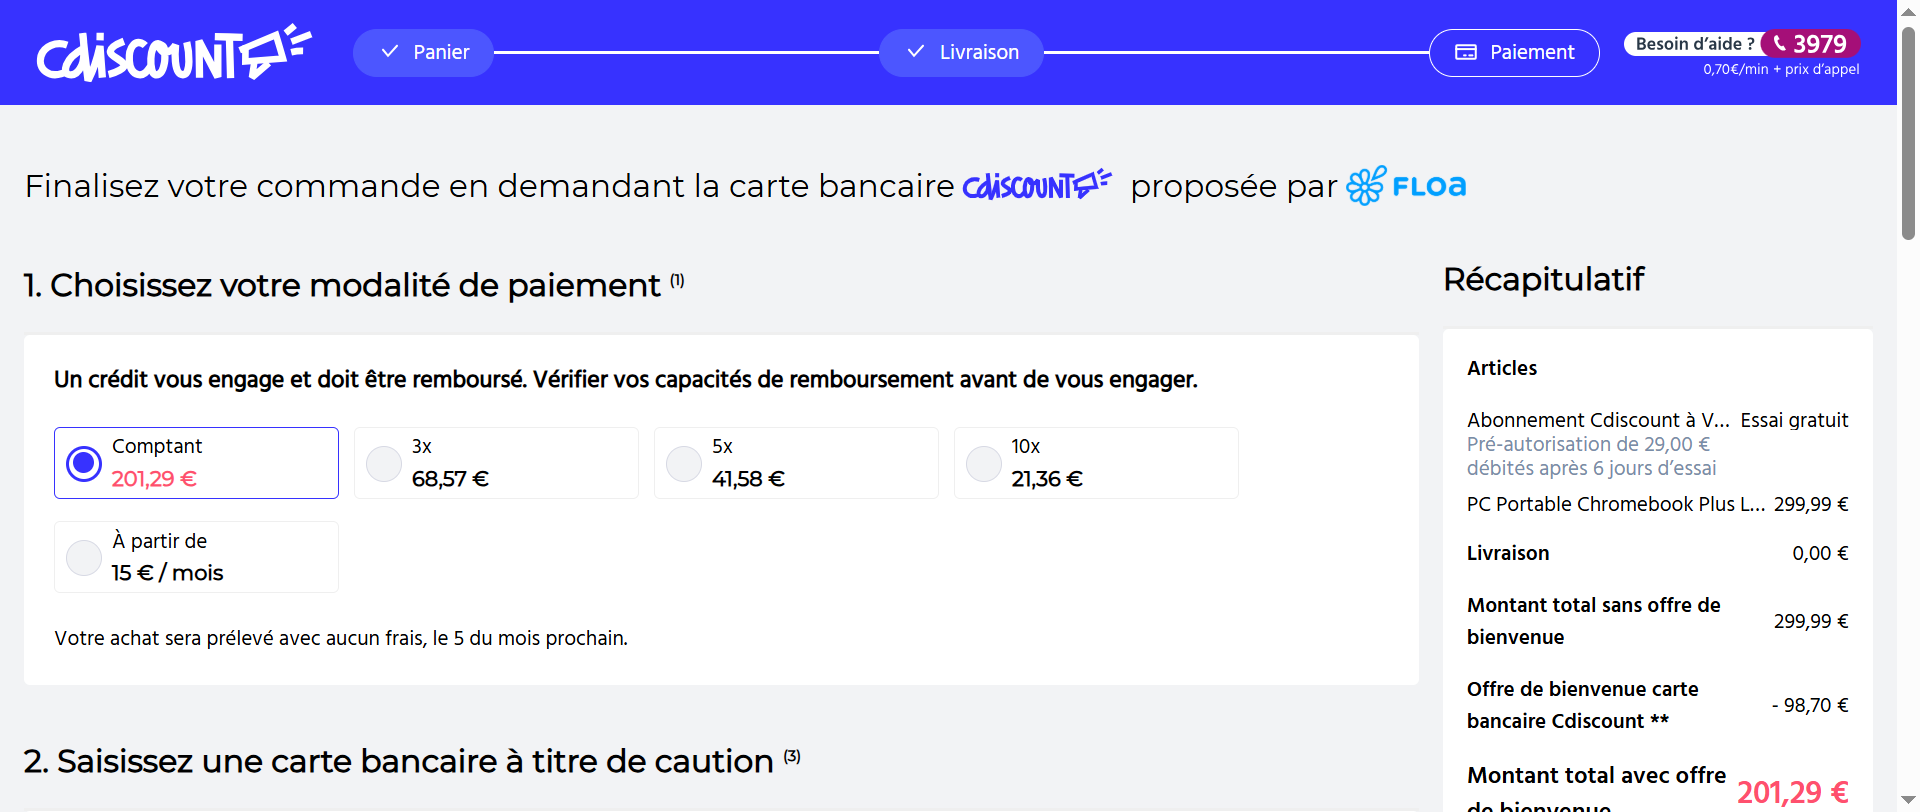 Cdiscount
Panier
Livraison
Paiement
Besoin d’aide ? 3979
0,70€/min + prix d’appel
Finalisez votre commande en demandant la carte bancaire Cdiscount proposée par FLOA
1. Choisissez votre modalité de paiement (1)
Un crédit vous engage et doit être remboursé. Vérifier vos capacités de remboursement avant de vous engager.
Comptant
201,29 €
3x
68,57 €
5x
41,58 €
10x
21,36 €
À partir de
15 € / mois
Votre achat sera prélevé avec aucun frais, le 5 du mois prochain.
2. Saisissez une carte bancaire à titre de caution (3)
Récapitulatif
Articles
Abonnement Cdiscount à V... Essai gratuit
Pré-autorisation de 29,00 €
débités après 6 jours d’essai
PC Portable Chromebook Plus L... 299,99 €
Livraison 0,00 €
Montant total sans offre de
bienvenue 299,99 €
Offre de bienvenue carte
bancaire Cdiscount ** - 98,70 €
Montant total avec offre
de bienvenue 201,29 €